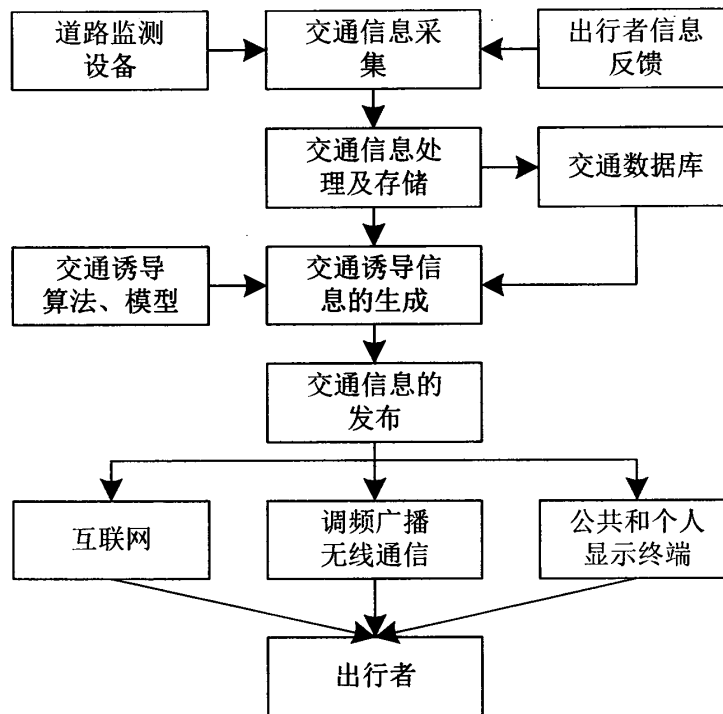 道路监测
设备
交通信息采
集
出行者信息
反馈
交通信息处
理及存储
交通数据库
交通诱导
算法、模型
交通诱导信
息的生成
交通信息的
发布
互联网
调频广播
无线通信
公共和个人
显示终端
出行者